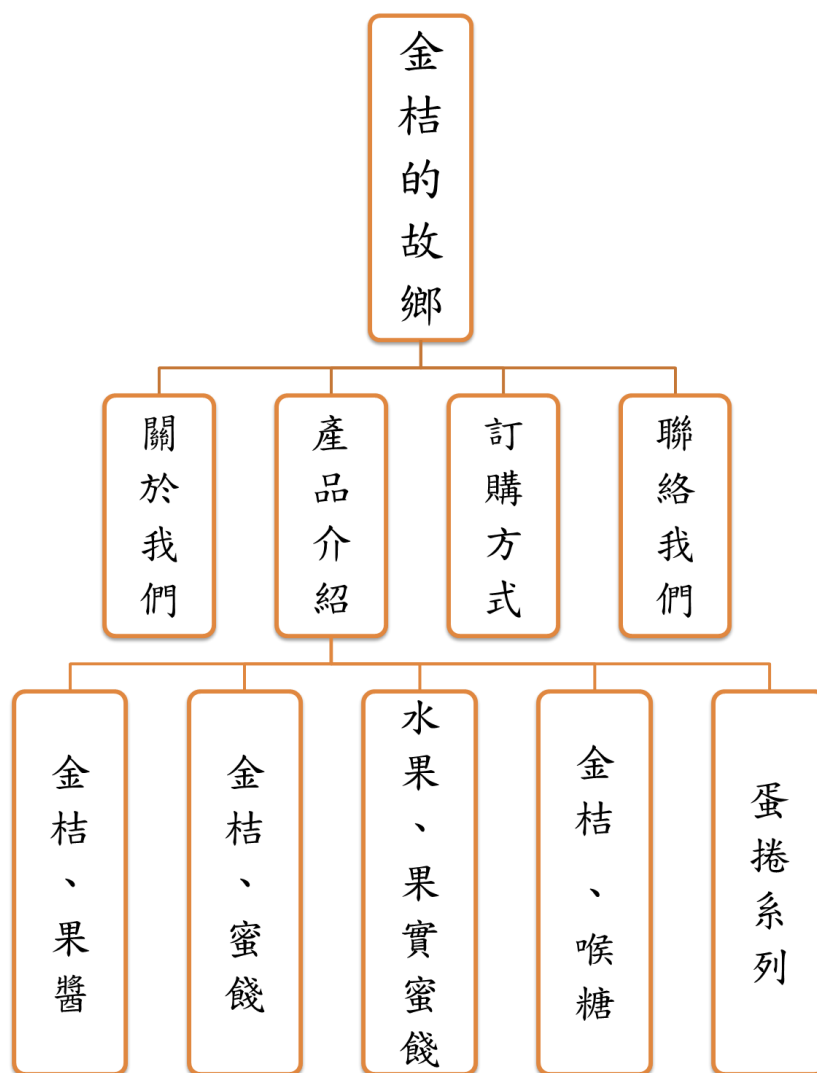 金桔的故鄉
關於我們
產品介紹
訂購方式
聯絡我們
金桔、果醬
金桔、蜜餞
水果、果實蜜餞
金桔、喉糖
蛋捲系列